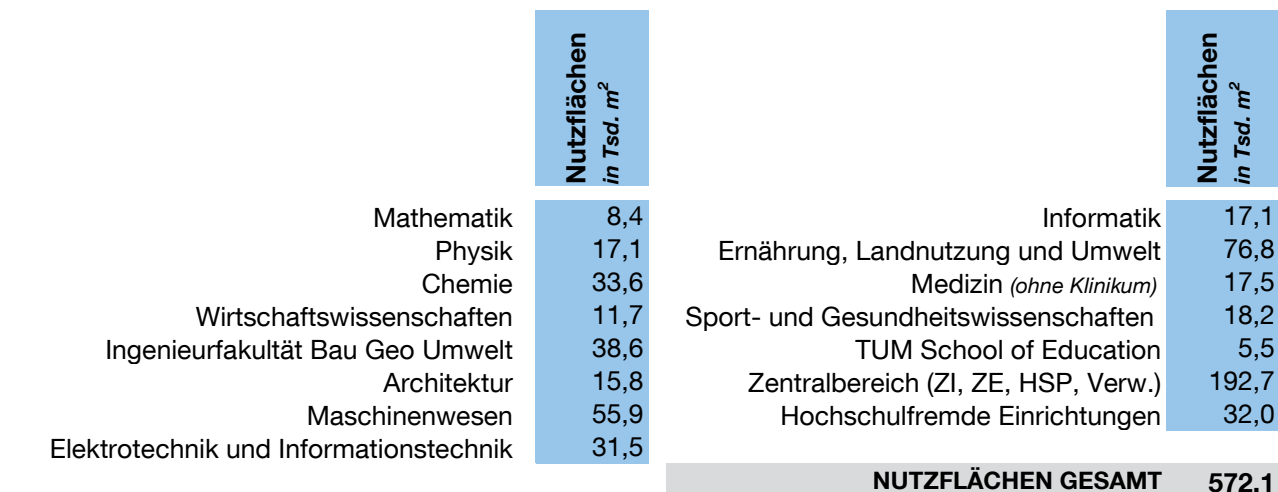 Nutzflächen
in Tsd. m²
Mathematik 8,4
Physik 17,1
Chemie 33,6
Wirtschaftswissenschaften 11,7
Ingenieurfakultät Bau Geo Umwelt 38,6
Architektur 15,8
Maschinenwesen 55,9
Elektrotechnik und Informationstechnik 31,5
Nutzflächen
in Tsd. m²
Informatik 17,1
Ernährung, Landnutzung und Umwelt 76,8
Medizin (ohne Klinikum) 17,5
Sport- und Gesundheitswissenschaften 18,2
TUM School of Education 5,5
Zentralbereich (ZI, ZE, HSP, Verw.) 192,7
Hochschulfremde Einrichtungen 32,0
NUTZFLÄCHEN GESAMT 572,1